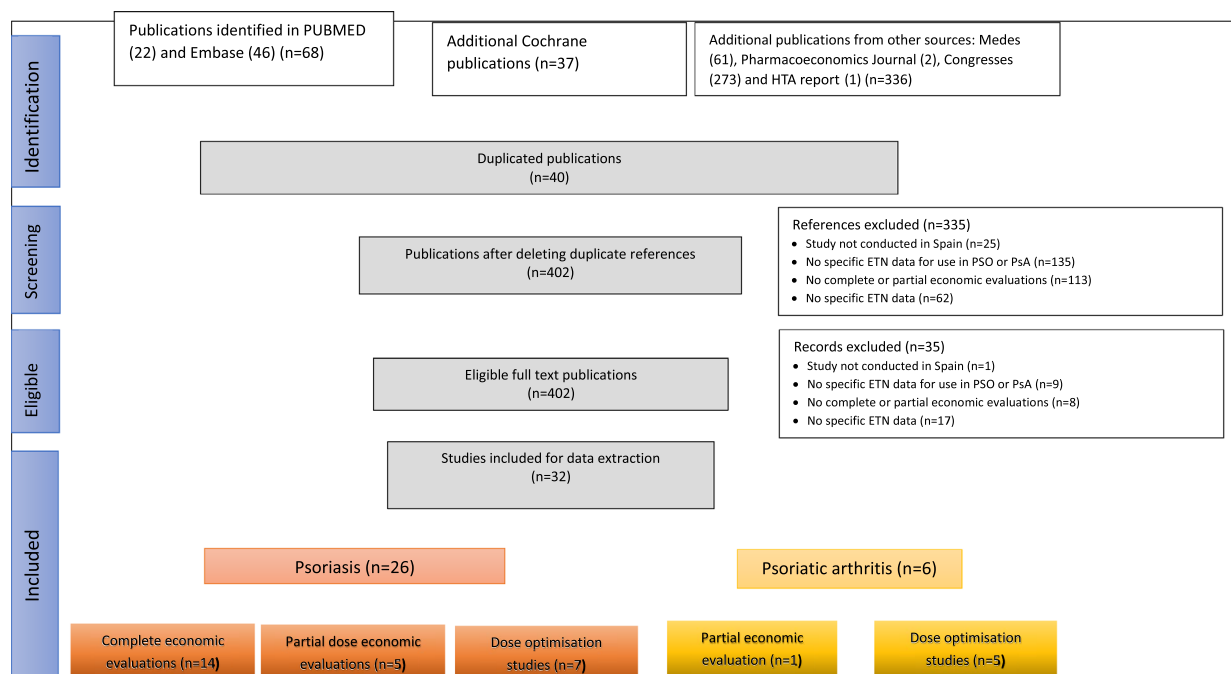 Publications identified in PUBMED
(22) and Embase (46) (n=68)
Additional Cochrane
publications (n=37)
Additional publications from other sources: Medes
(61), Pharmacoeconomics Journal (2), Congresses
(273) and HTA report (1) (n=336)
Identification
Duplicated publications
(n=40)
Screening
Publications after deleting duplicate references
(n=402)
References excluded (n=335)
• Study not conducted in Spain (n=25)
• No specific ETN data for use in PSO or PsA (n=135)
• No complete or partial economic evaluations (n=113)
• No specific ETN data (n=62)
Eligible
Eligible full text publications
(n=402)
Records excluded (n=35)
• Study not conducted in Spain (n=1)
• No specific ETN data for use in PSO or PsA (n=9)
• No complete or partial economic evaluations (n=8)
• No specific ETN data (n=17)
Included
Studies included for data extraction
(n=32)
Psoriasis (n=26)
Psoriatic arthritis (n=6)
Complete economic
evaluations (n=14)
Partial dose economic
evaluations (n=5)
Dose optimisation
studies (n=7)
Partial economic
evaluation (n=1)
Dose optimisation
studies (n=5)